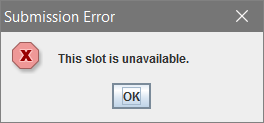 Submission Error
This slot is unavailable.
OK